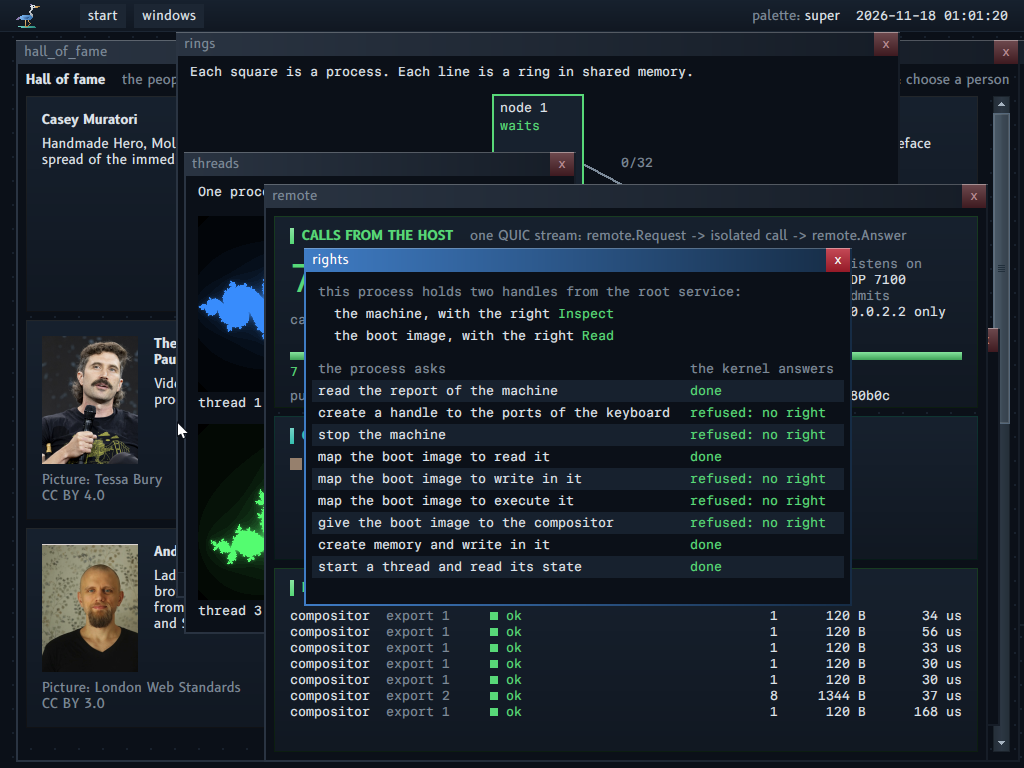 start windows palette: super 2026-11-18 01:01:20
hall_of_fame
Hall of fame the
choose a person
Casey Muratori
Handmade Hero,
spread of the immed
eface
The
Picture: Tessa Bury
CC BY 4.0
from
and
Picture: London Web Standards
CC BY 3.0
rings
Each square is a process. Each line is a ring in shared memory.
node 1
waits
0/32
threads
One
thread 1
thread 3
remote
CALLS FROM THE HOST one QUIC stream: remote.Request -> isolated call -> remote.Answer
istens on
DP 7100
dmits
0.0.2.2 only
7
80b0c
rights
this process holds two handles from the root service:
the machine, with the right Inspect
the boot image, with the right Read
the process asks the kernel answers
read the report of the machine done
create a handle to the ports of the keyboard refused: no right
stop the machine refused: no right
map the boot image to read it done
map the boot image to write in it refused: no right
map the boot image to execute it refused: no right
give the boot image to the compositor refused: no right
create memory and write in it done
start a thread and read its state done
compositor export 1 ok 1 120 B 34 us
compositor export 1 ok 1 120 B 56 us
compositor export 1 ok 1 120 B 33 us
compositor export 1 ok 1 120 B 30 us
compositor export 1 ok 1 120 B 30 us
compositor export 2 ok 8 1344 B 37 us
compositor export 1 ok 1 120 B 168 us